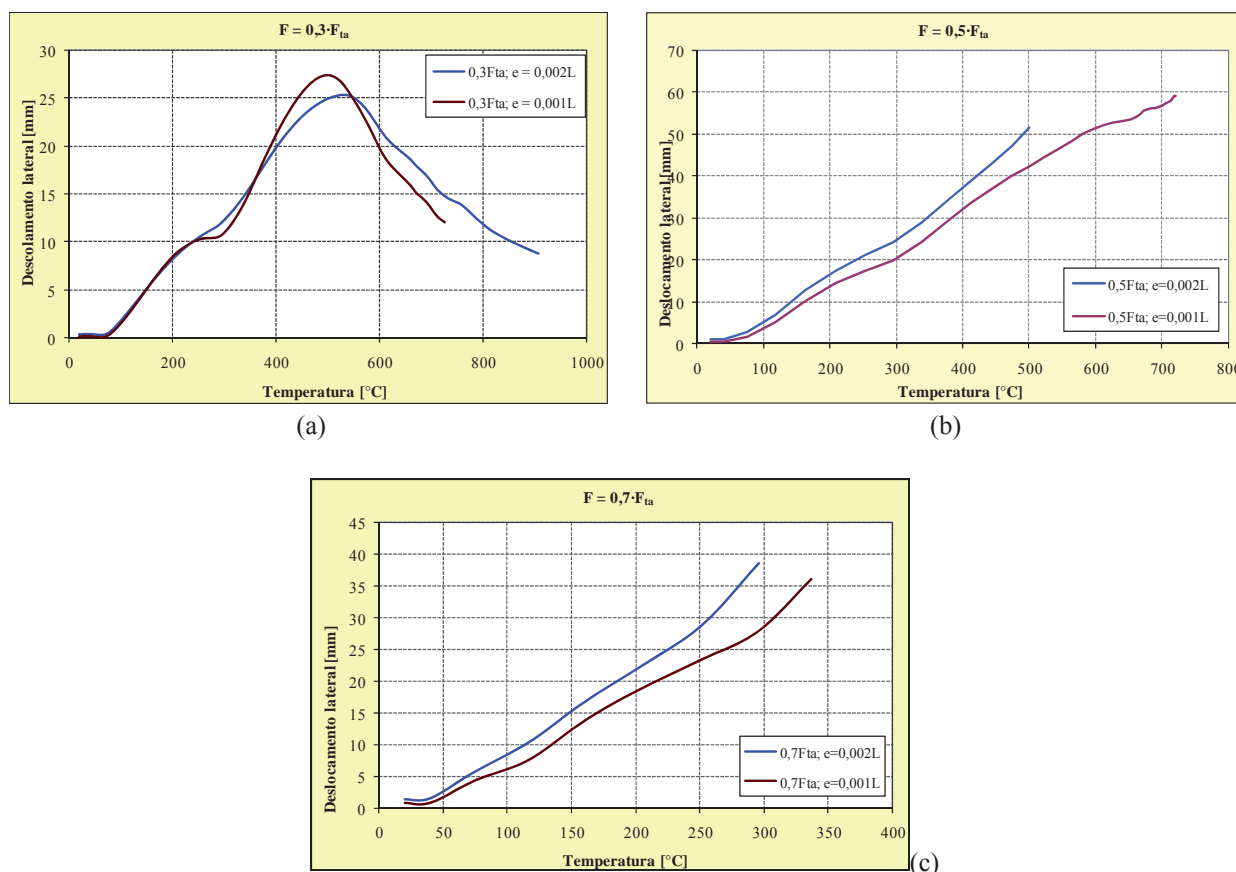 F = 0,3·Fta
30
25
20
15
10
5
0
Descolamento lateral [mm]
0,3Fta; e = 0,002L
0,3Fta; e = 0,001L
0 200 400 600 800 1000
Temperatura [°C]
(a)
F = 0,5·Fta
70
60
50
40
30
20
10
0
Deslocamento lateral [mm]
0,5Fta; e=0,002L
0,5Fta; e=0,001L
0 100 200 300 400 500 600 700 800
Temperatura [°C]
(b)
F = 0,7·Fta
45
40
35
30
25
20
15
10
5
0
Deslocamento lateral [mm]
0,7Fta; e=0,002L
0,7Fta; e=0,001L
0 50 100 150 200 250 300 350 400
Temperatura [°C]
(c)